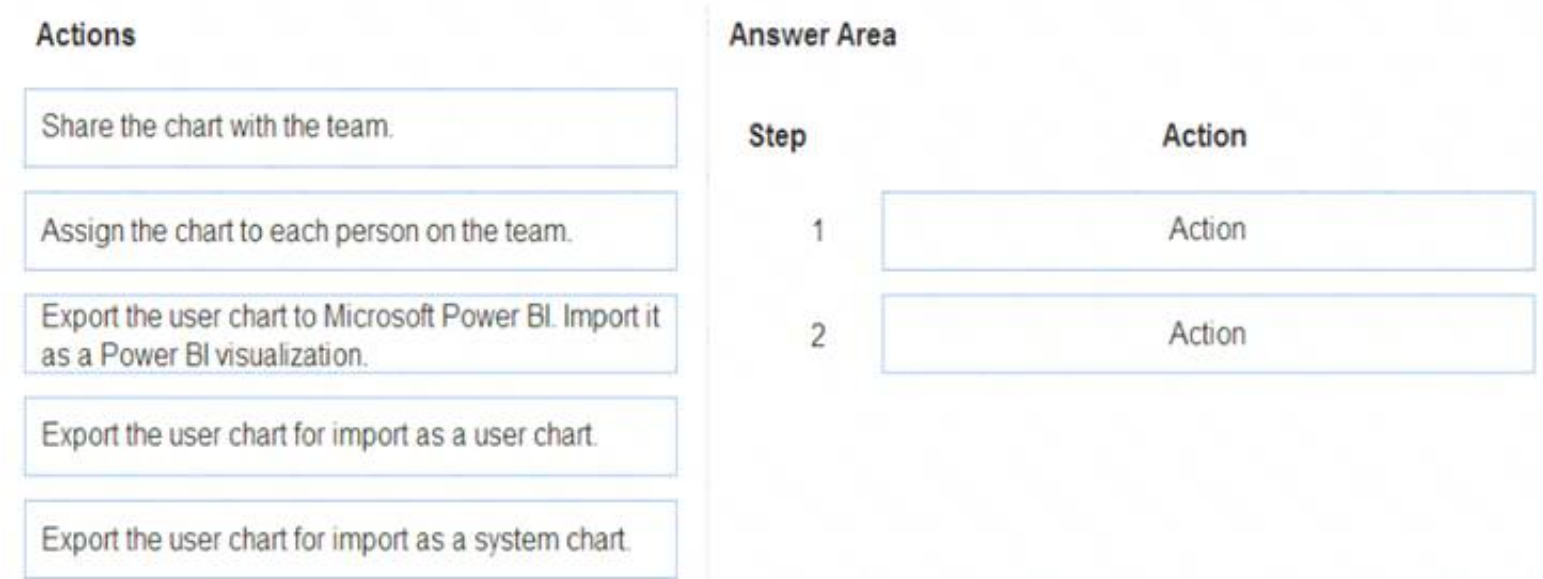 Actions
Share the chart with the team.
Assign the chart to each person on the team.
Export the user chart to Microsoft Power BI. Import it
as a Power BI visualization.
Export the user chart for import as a user chart.
Export the user chart for import as a system chart.
Answer Area
Step Action
1 Action
2 Action